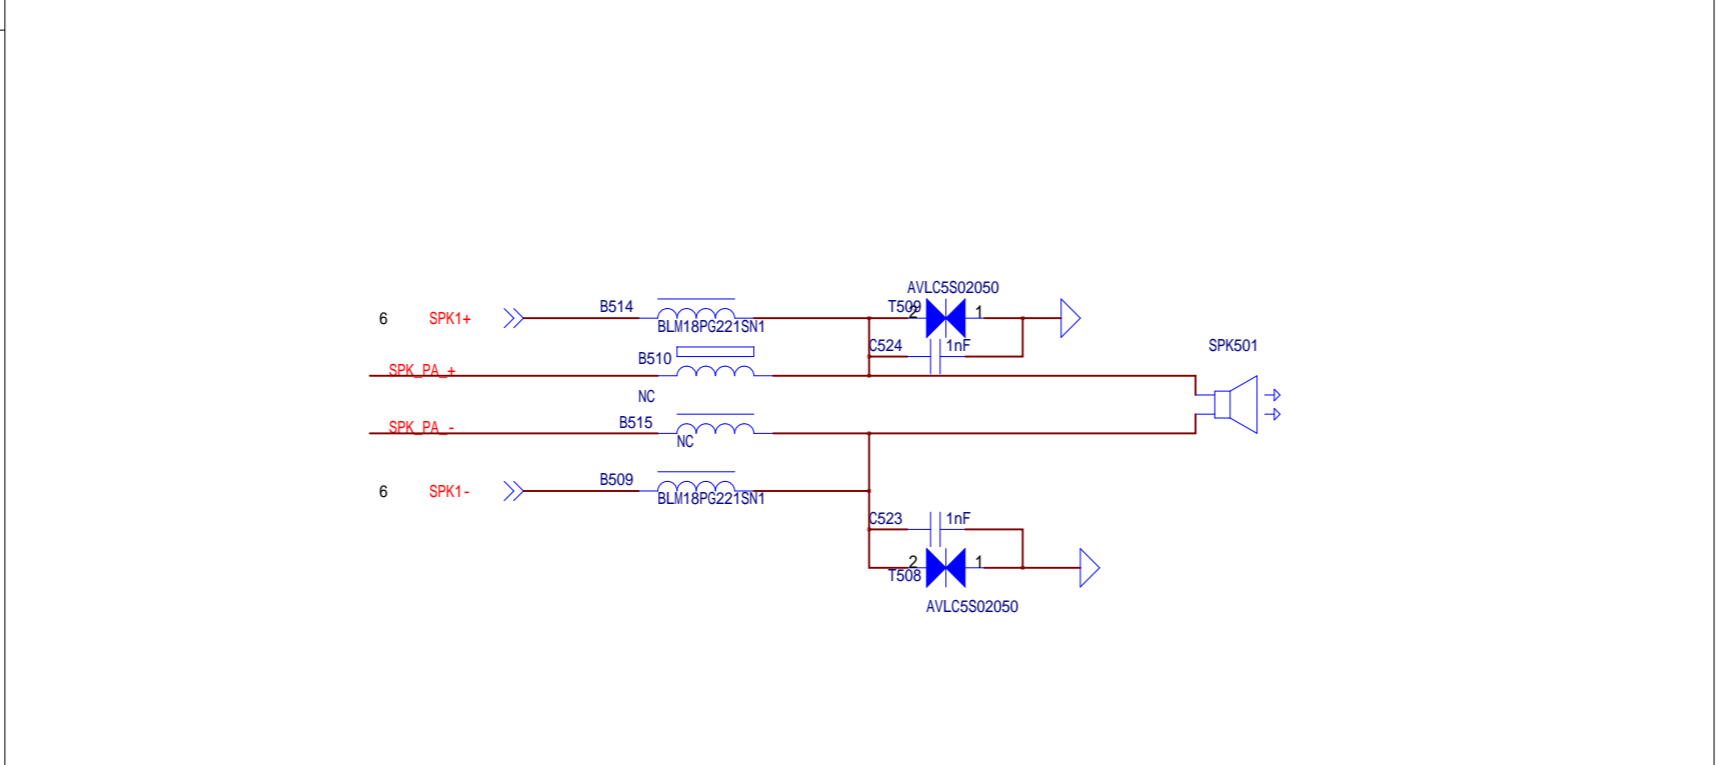 AVLC5S02050
B514
T509
2
1
6
SPK1+
BLM18PG221SN1
C524
1nF
SPK501
B510
SPK_PA_+
NC
B515
SPK_PA_-
NC
B509
6
SPK1-
BLM18PG221SN1
C523
1nF
2
1
T508
AVLC5S02050